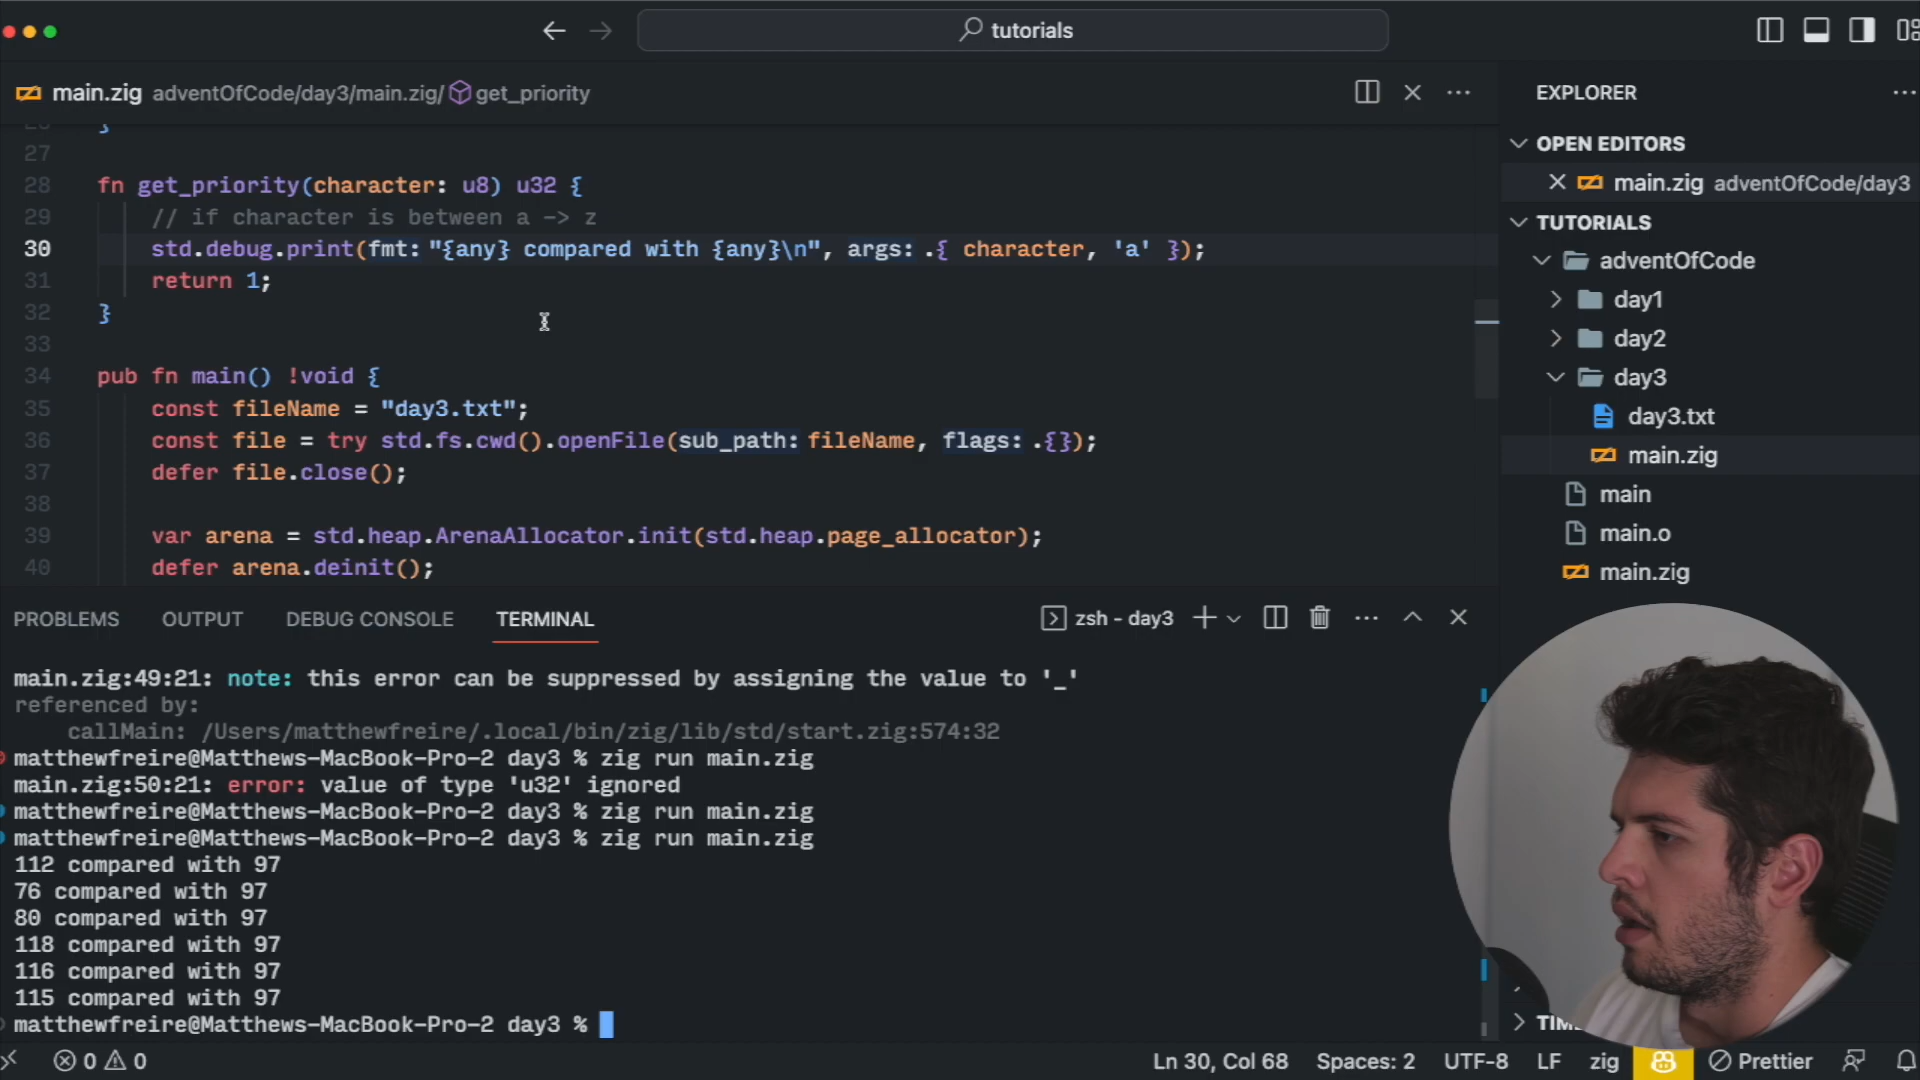 tutorials
main.zig adventOfCode/day3/main.zig/ get_priority
27
28 fn get_priority(character: u8) u32 {
29 // if character is between a -> z
30 std.debug.print(fmt: "{any} compared with {any}\n", args: .{ character, 'a' });
31 return 1;
32 }
33
34 pub fn main() !void {
35 const fileName = "day3.txt";
36 const file = try std.fs.cwd().openFile(sub_path: fileName, flags: .{});
37 defer file.close();
38
39 var arena = std.heap.ArenaAllocator.init(std.heap.page_allocator);
40 defer arena.deinit();
PROBLEMS OUTPUT DEBUG CONSOLE TERMINAL zsh - day3
main.zig:49:21: note: this error can be suppressed by assigning the value to '_'
referenced by:
callMain: /Users/matthewfreire/.local/bin/zig/lib/std/start.zig:574:32
matthewfreire@Matthews-MacBook-Pro-2 day3 % zig run main.zig
main.zig:50:21: error: value of type 'u32' ignored
matthewfreire@Matthews-MacBook-Pro-2 day3 % zig run main.zig
matthewfreire@Matthews-MacBook-Pro-2 day3 % zig run main.zig
112 compared with 97
76 compared with 97
80 compared with 97
118 compared with 97
116 compared with 97
115 compared with 97
matthewfreire@Matthews-MacBook-Pro-2 day3 %
EXPLORER
OPEN EDITORS
main.zig adventOfCode/day3
TUTORIALS
adventOfCode
day1
day2
day3
day3.txt
main.zig
main
main.o
main.zig
0 0
Ln 30, Col 68 Spaces: 2 UTF-8 LF zig Prettier